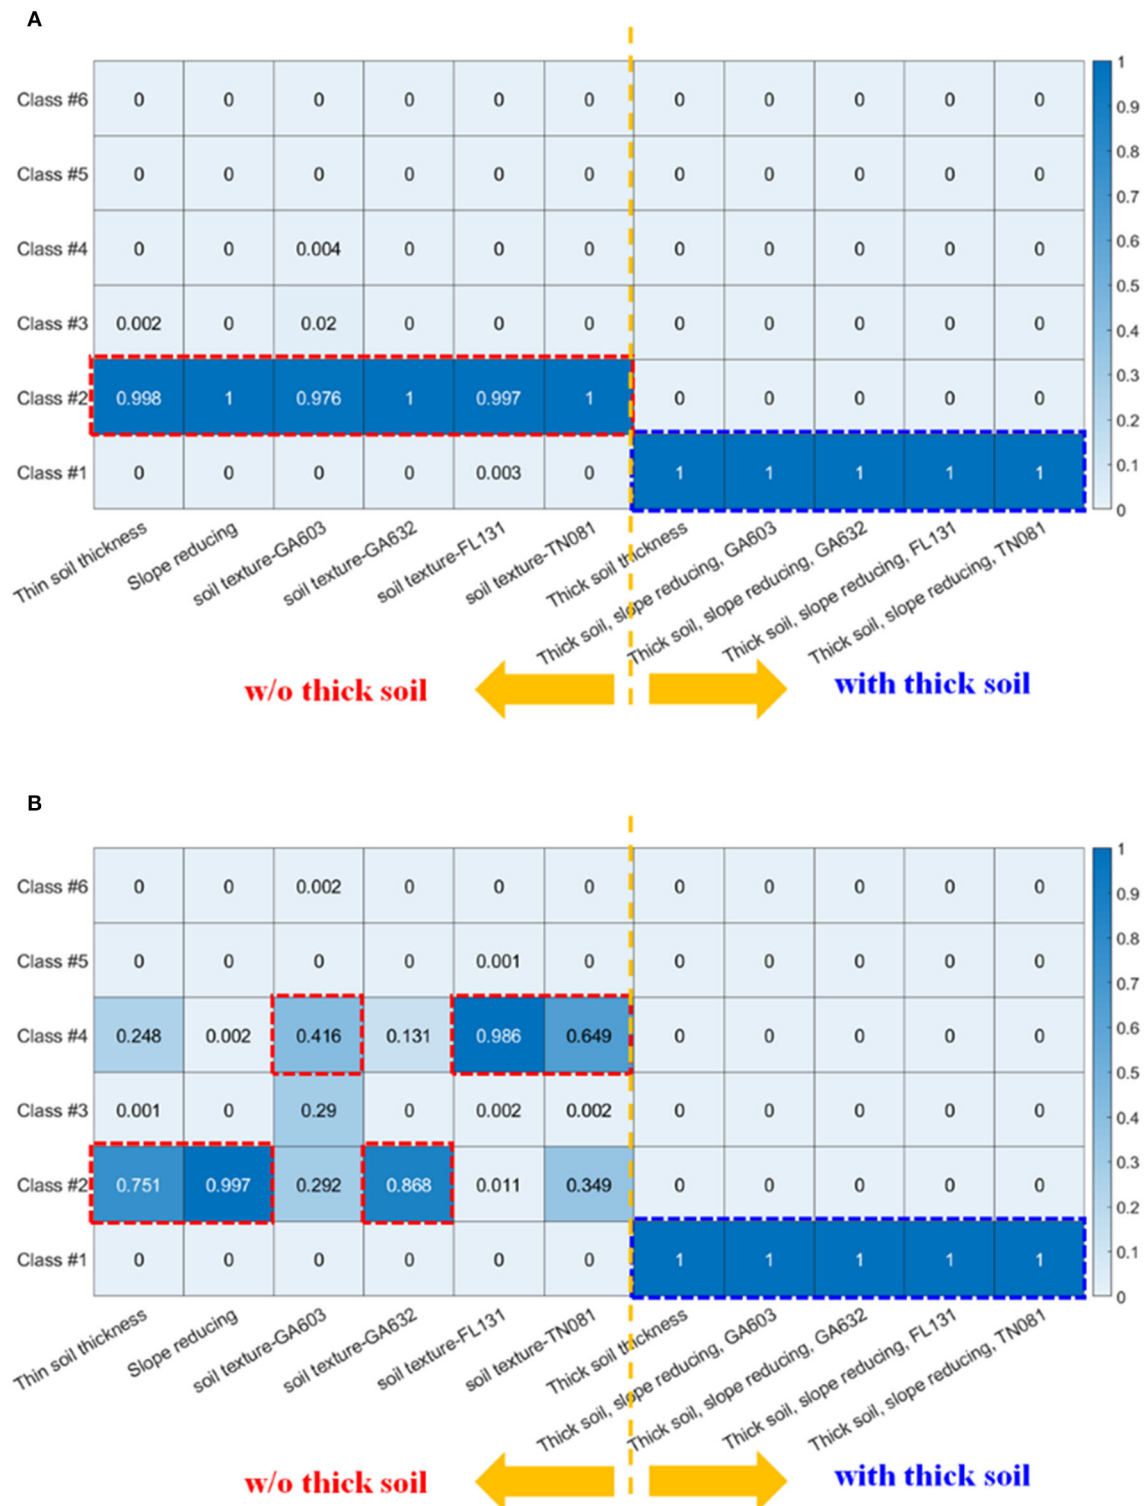 A
Class #6 0 0 0 0 0 0 0 0 0 0 0
Class #5 0 0 0 0 0 0 0 0 0 0 0
Class #4 0 0 0.004 0 0 0 0 0 0 0 0
Class #3 0.002 0 0.02 0 0 0 0 0 0 0 0
Class #2 0.998 1 0.976 1 0.997 1 0 0 0 0 0
Class #1 0 0 0 0 0.003 0 1 1 1 1 1
1
0.9
0.8
0.7
0.6
0.5
0.4
0.3
0.2
0.1
0
Thin soil thickness
Slope reducing
soil texture-GA603
soil texture-GA632
soil texture-FL131
soil texture-TN081
Thick soil thickness
Thick soil, slope reducing, GA603
Thick soil, slope reducing, GA632
Thick soil, slope reducing, FL131
Thick soil, slope reducing, TN081
w/o thick soil
with thick soil
B
Class #6 0 0 0.002 0 0 0 0 0 0 0 0
Class #5 0 0 0 0 0.001 0 0 0 0 0 0
Class #4 0.248 0.002 0.416 0.131 0.986 0.649 0 0 0 0 0
Class #3 0.001 0 0.29 0 0.002 0.002 0 0 0 0 0
Class #2 0.751 0.997 0.292 0.868 0.011 0.349 0 0 0 0 0
Class #1 0 0 0 0 0 0 1 1 1 1 1
1
0.9
0.8
0.7
0.6
0.5
0.4
0.3
0.2
0.1
0
Thin soil thickness
Slope reducing
soil texture-GA603
soil texture-GA632
soil texture-FL131
soil texture-TN081
Thick soil thickness
Thick soil, slope reducing, GA603
Thick soil, slope reducing, GA632
Thick soil, slope reducing, FL131
Thick soil, slope reducing, TN081
w/o thick soil
with thick soil